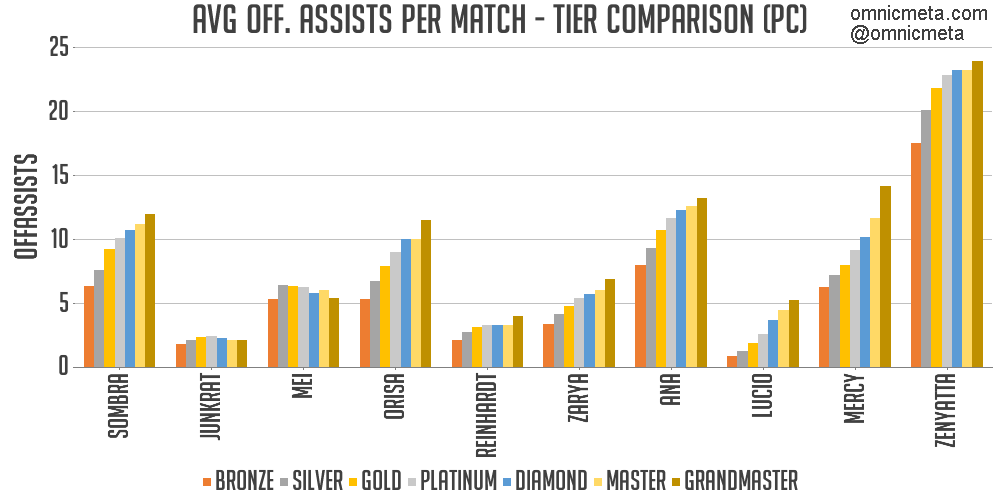 AVG OFF. ASSISTS PER MATCH - TIER COMPARISON (PC)
omnicmeta.com
@omnicmeta
OFFASSISTS
25
20
15
10
5
0
SOMBRA
JUNKRAT
MEI
ORISA
REINHARDT
ZARYA
ANA
LUCIO
MERCY
ZENYATTA
BRONZE SILVER GOLD PLATINUM DIAMOND MASTER GRANDMASTER